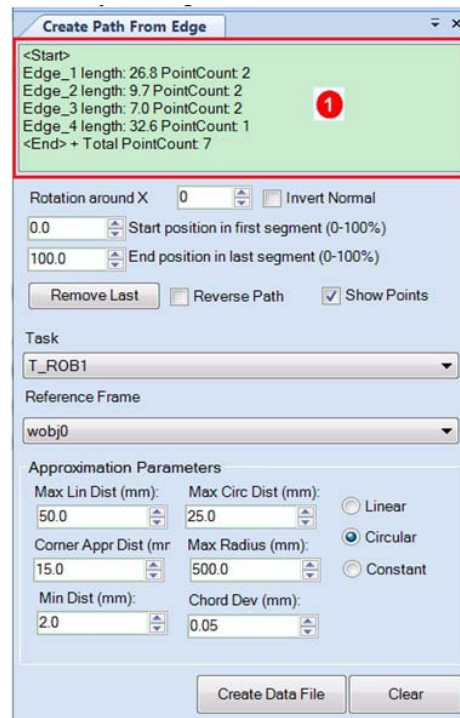 Create Path From Edge
<Start>
Edge_1 length: 26.8 PointCount: 2
Edge_2 length: 9.7 PointCount: 2
Edge_3 length: 7.0 PointCount: 2
Edge_4 length: 32.6 PointCount: 1
<End> + Total PointCount: 7
1
Rotation around X 0 Invert Normal
0.0 Start position in first segment (0-100%)
100.0 End position in last segment (0-100%)
Remove Last Reverse Path Show Points
Task
T_ROB1
Reference Frame
wobj0
Approximation Parameters
Max Lin Dist (mm): Max Circ Dist (mm):
50.0 25.0 Linear
Corner Appr Dist (mr Max Radius (mm): Circular
15.0 500.0 Constant
Min Dist (mm): Chord Dev (mm):
2.0 0.05
Create Data File Clear